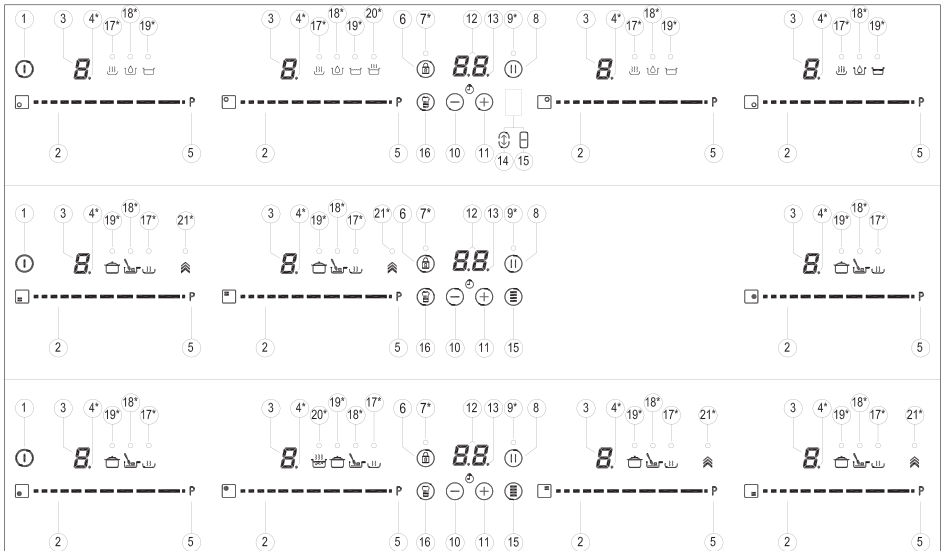 18* 18* 20* 18* 18*
1 3 4* 17* 19* 3 4* 17* 19* 6 7* 12 13 9* 8 3 4* 17* 19* 3 4* 17* 19*
8. 8. 8.8. 8. 8.
P P P P
2 5 2 5 16 10 11 14 15 2 5 2 5
18* 18*  18*
1 3 4* 19* 17* 21* 3 4* 19* 17* 21* 6 7* 12 13 9* 8 3 4* 19* 17*
8. 8. 8.8. 8.
P P P
2 5 2 5 16 10 11 15 2 5
18* 19* 17* 18* 18*
1 3 4* 19* 17* 3 4* 20* 18* 6 7* 12 13 9* 8 3 4* 19* 17* 21* 3 4* 19* 17* 21*
8. 8. 8.8. 8. 8.
P P P P
2 5 2 5 16 10 11 15 2 5 2 5